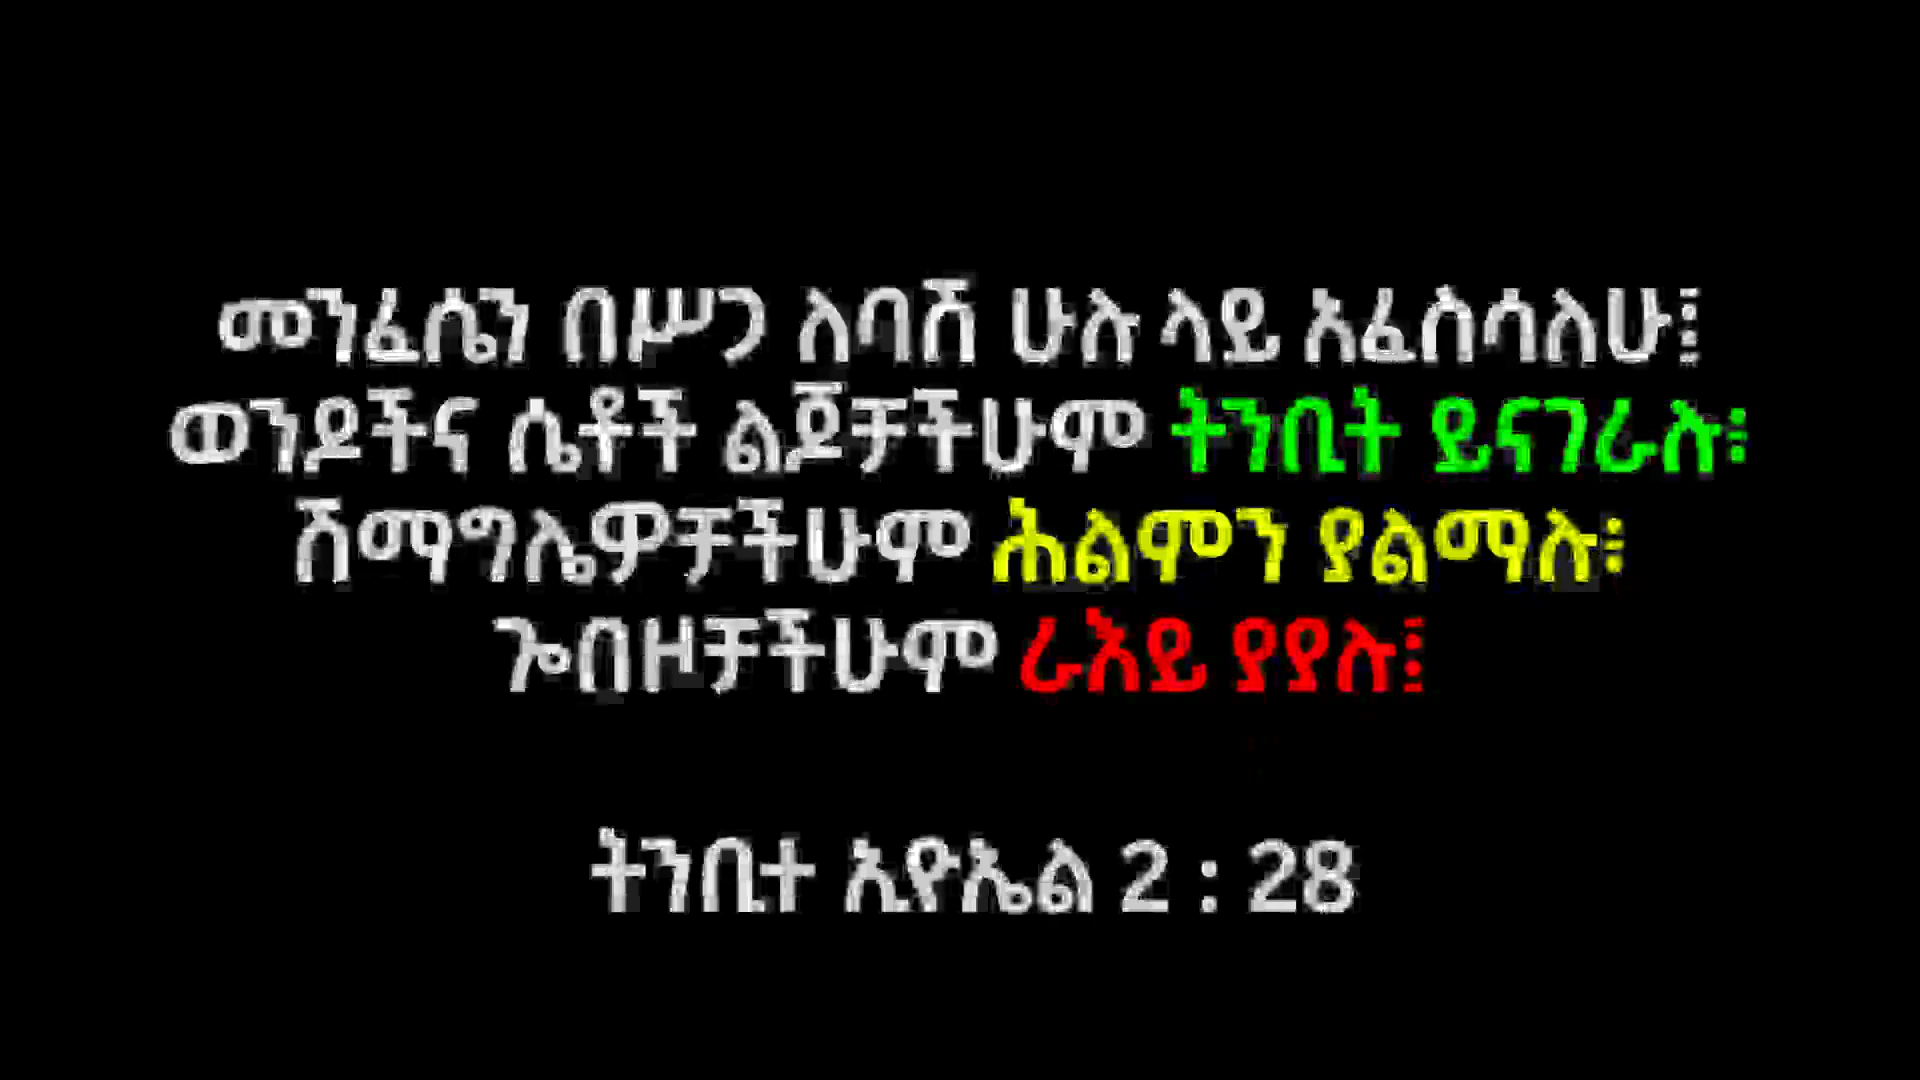 መንፈሴን በሥጋ ለባሽ ሁሉ ላይ አፈስሳለሁ፤
ወንዶችና ሴቶች ልጆቻችሁም ትንቢት ይናገራሉ፥
ሽማግሌዎቻችሁም ሕልምን ያልማሉ፥
ጐበዞቻችሁም ራእይ ያያሉ፤
ትንቢተ ኢዮኤል 2 : 28